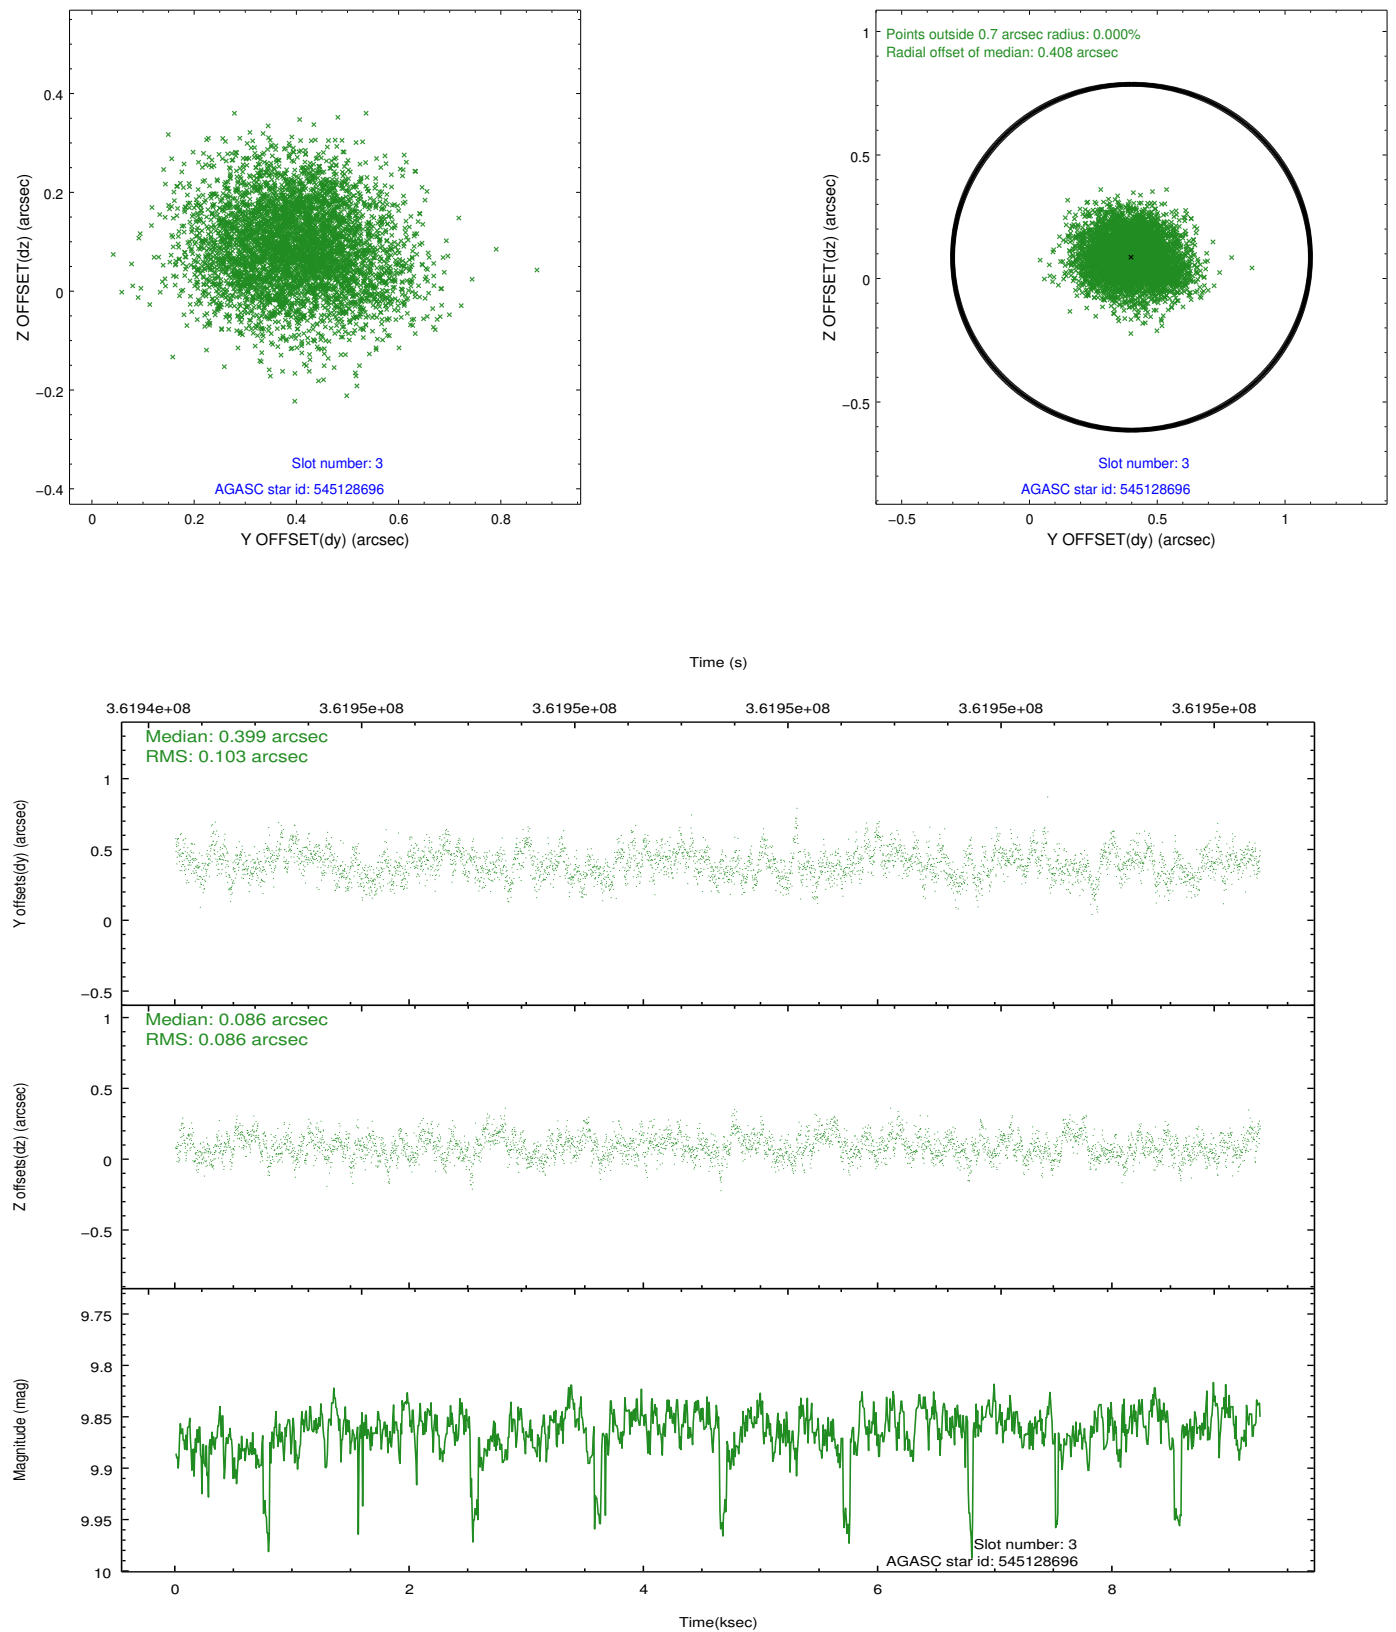 0.4
0.2
0
−0.2
−0.4
Z OFFSET(dz) (arcsec)
Slot number: 3
AGASC star id: 545128696
0 0.2 0.4 0.6 0.8
Y OFFSET(dy) (arcsec)
Points outside 0.7 arcsec radius: 0.000%
Radial offset of median: 0.408 arcsec
1
0.5
0
−0.5
Z OFFSET(dz) (arcsec)
Slot number: 3
AGASC star id: 545128696
−0.5 0 0.5 1
Y OFFSET(dy) (arcsec)
Time (s)
3.6194e+08 3.6195e+08 3.6195e+08 3.6195e+08 3.6195e+08 3.6195e+08
Median: 0.399 arcsec
RMS: 0.103 arcsec
1
0.5
0
−0.5
Y offsets(dy) (arcsec)
Median: 0.086 arcsec
RMS: 0.086 arcsec
1
0.5
0
−0.5
Z offsets(dz) (arcsec)
9.75
9.8
9.85
9.9
9.95
10
Magnitude (mag)
Slot number: 3
AGASC star id: 545128696
0 2 4 6 8
Time(ksec)